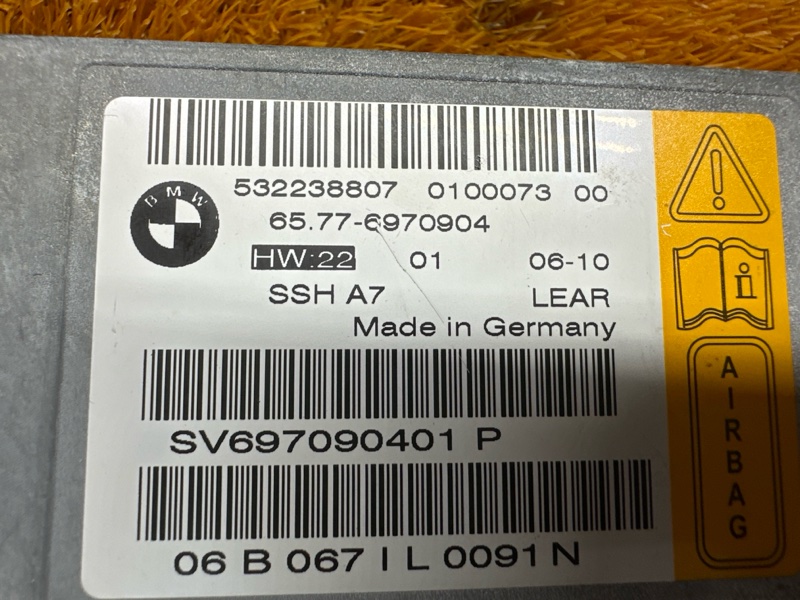 532238807 0100073 00
BMW
65.77-6970904
HW:22 01 06-10
SSH A7 LEAR
Made in Germany
SV697090401 P
06 B 067 I L 0091 N
AIRBAG